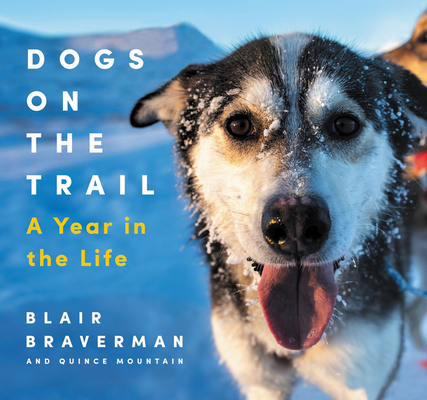 DOGS
ON
THE
TRAIL
A Year in
the Life
BLAIR
BRAVERMAN
AND QUINCE MOUNTAIN